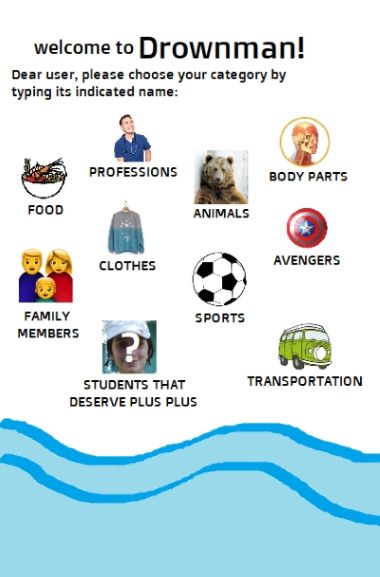 welcome to Drownman!
Dear user, please choose your category by
typing its indicated name:
PROFESSIONS
BODY PARTS
FOOD
ANIMALS
CLOTHES
AVENGERS
FAMILY
MEMBERS
SPORTS
?
STUDENTS THAT
DESERVE PLUS PLUS
TRANSPORTATION